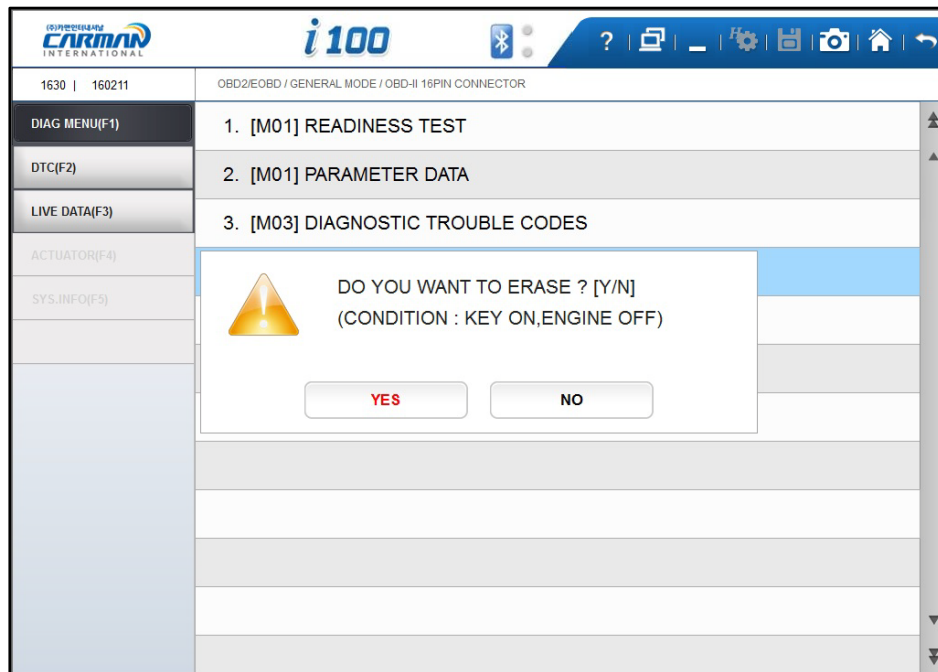 (주)카맨인터내셔널
CARMAN
INTERNATIONAL
i100
?
1630 | 160211
OBD2/EOBD / GENERAL MODE / OBD-II 16PIN CONNECTOR
DIAG MENU(F1)
DTC(F2)
LIVE DATA(F3)
ACTUATOR(F4)
SYS.INFO(F5)
1. [M01] READINESS TEST
2. [M01] PARAMETER DATA
3. [M03] DIAGNOSTIC TROUBLE CODES
DO YOU WANT TO ERASE ? [Y/N]
(CONDITION : KEY ON,ENGINE OFF)
YES
NO